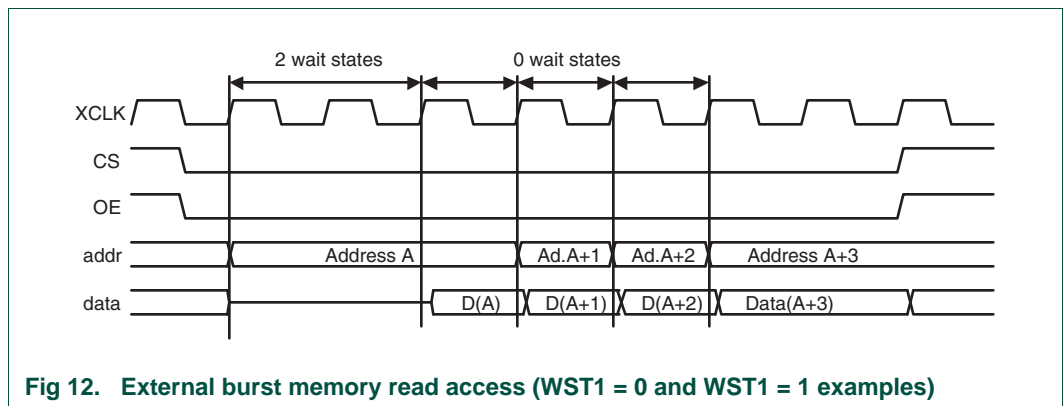 2 wait states 0 wait states
XCLK
CS
OE
addr Address A Ad.A+1 Ad.A+2 Address A+3
data D(A) D(A+1) D(A+2) Data(A+3)
Fig 12. External burst memory read access (WST1 = 0 and WST1 = 1 examples)